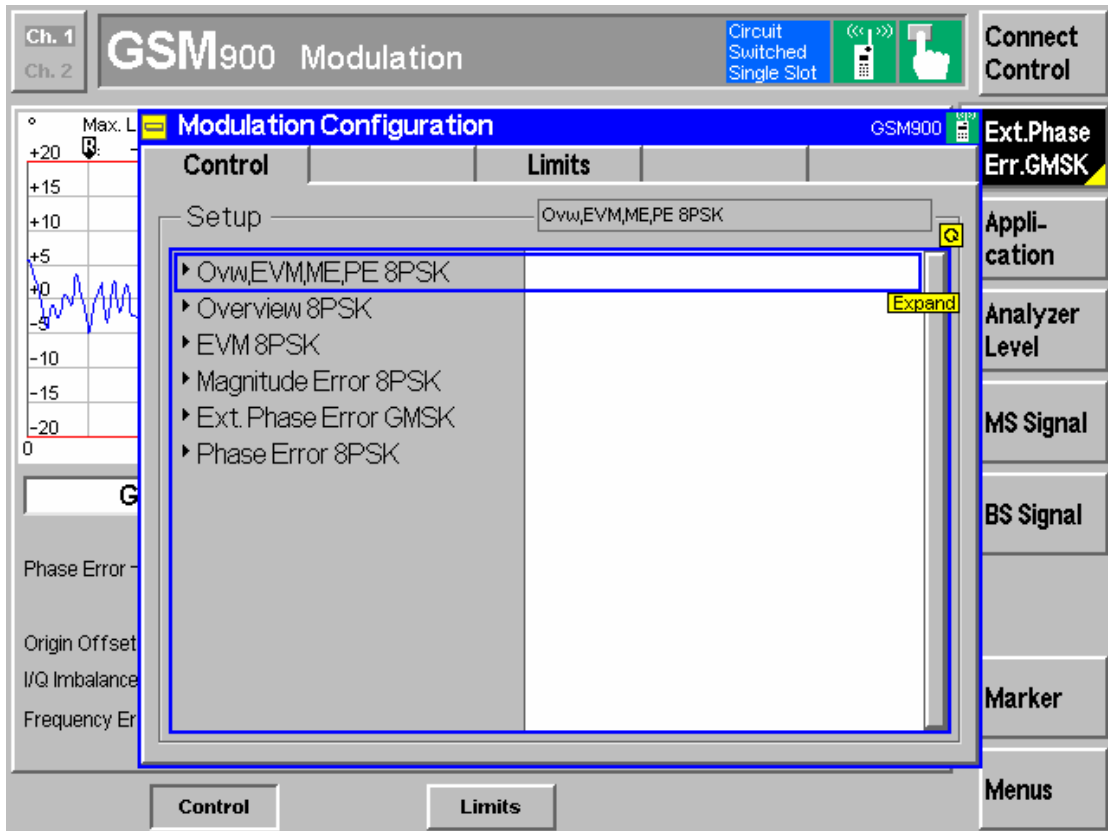 Ch. 1
Ch. 2
GSM900 Modulation
Circuit
Switched
Single Slot
Connect
Control
° Max. L
R:
+20
+15
+10
+5
+0
-5
-10
-15
-20
0
Modulation Configuration
GSM900
Control
Limits
Setup
Ovw,EVM,ME,PE 8PSK
Ovw,EVM,ME,PE 8PSK
Expand
Overview 8PSK
EVM 8PSK
Magnitude Error 8PSK
Ext. Phase Error GMSK
Phase Error 8PSK
G
Phase Error
Origin Offset
I/Q Imbalance
Frequency Er
Ext.Phase
Err.GMSK
Appli-
cation
Analyzer
Level
MS Signal
BS Signal
Marker
Menus
Control
Limits